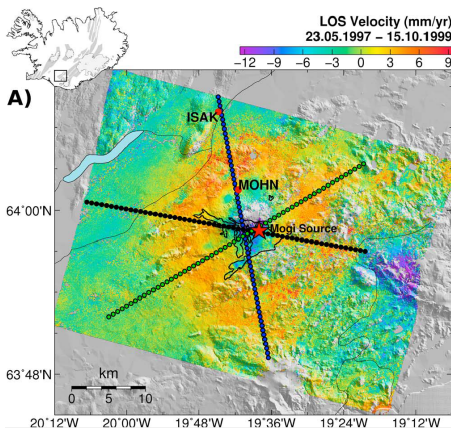 LOS Velocity (mm/yr)
23.05.1997 − 15.10.1999
−12 −9 −6 −3 0 3 6 9
A)
ISAK
MOHN
64°00'N
Mogi Source
63°48'N
km
0 5 10
20°12'W 20°00'W 19°48'W 19°36'W 19°24'W 19°12'W